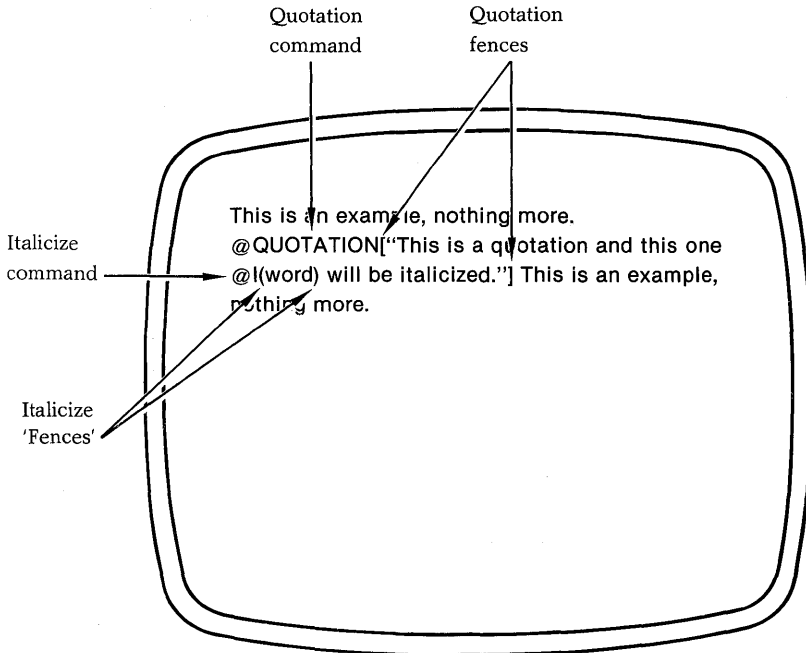 Quotation
command
Quotation
fences
This is an example, nothing more.
@QUOTATION["This is a quotation and this one
@I(word) will be italicized."] This is an example,
nothing more.
Italicize
command
Italicize
'Fences'